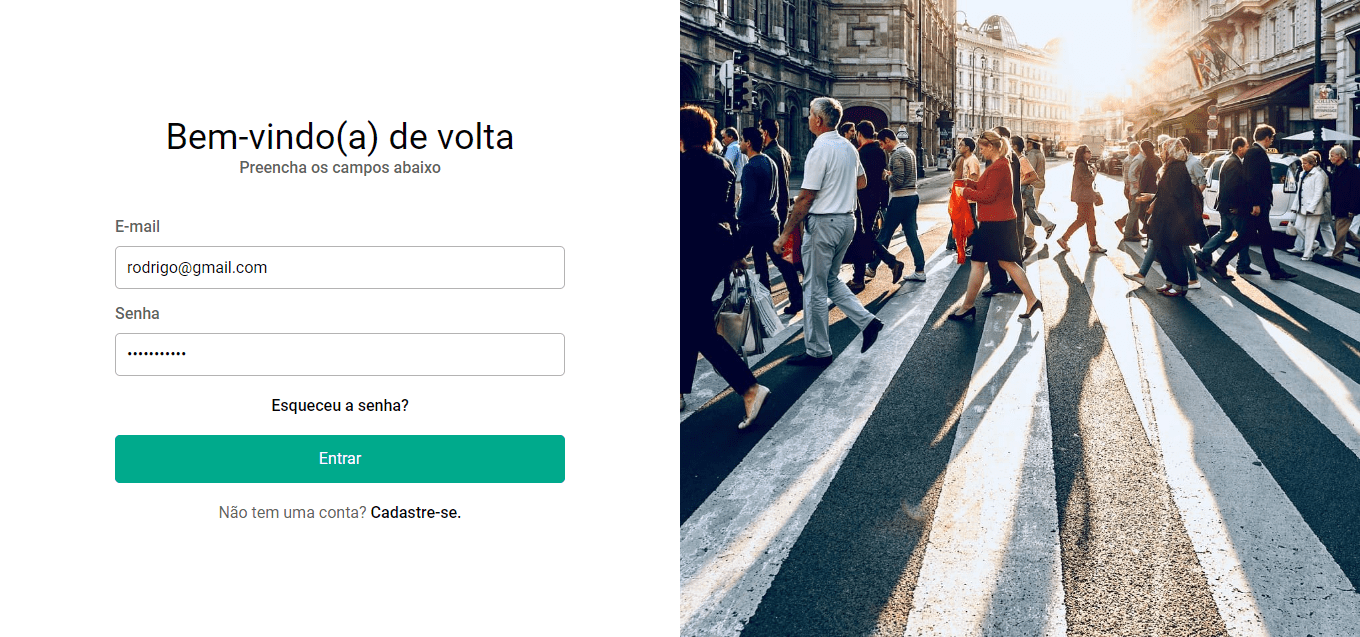 Bem-vindo(a) de volta
Preencha os campos abaixo
E-mail
rodrigo@gmail.com
Senha
•••••••••••
Esqueceu a senha?
Entrar
Não tem uma conta? Cadastre-se.